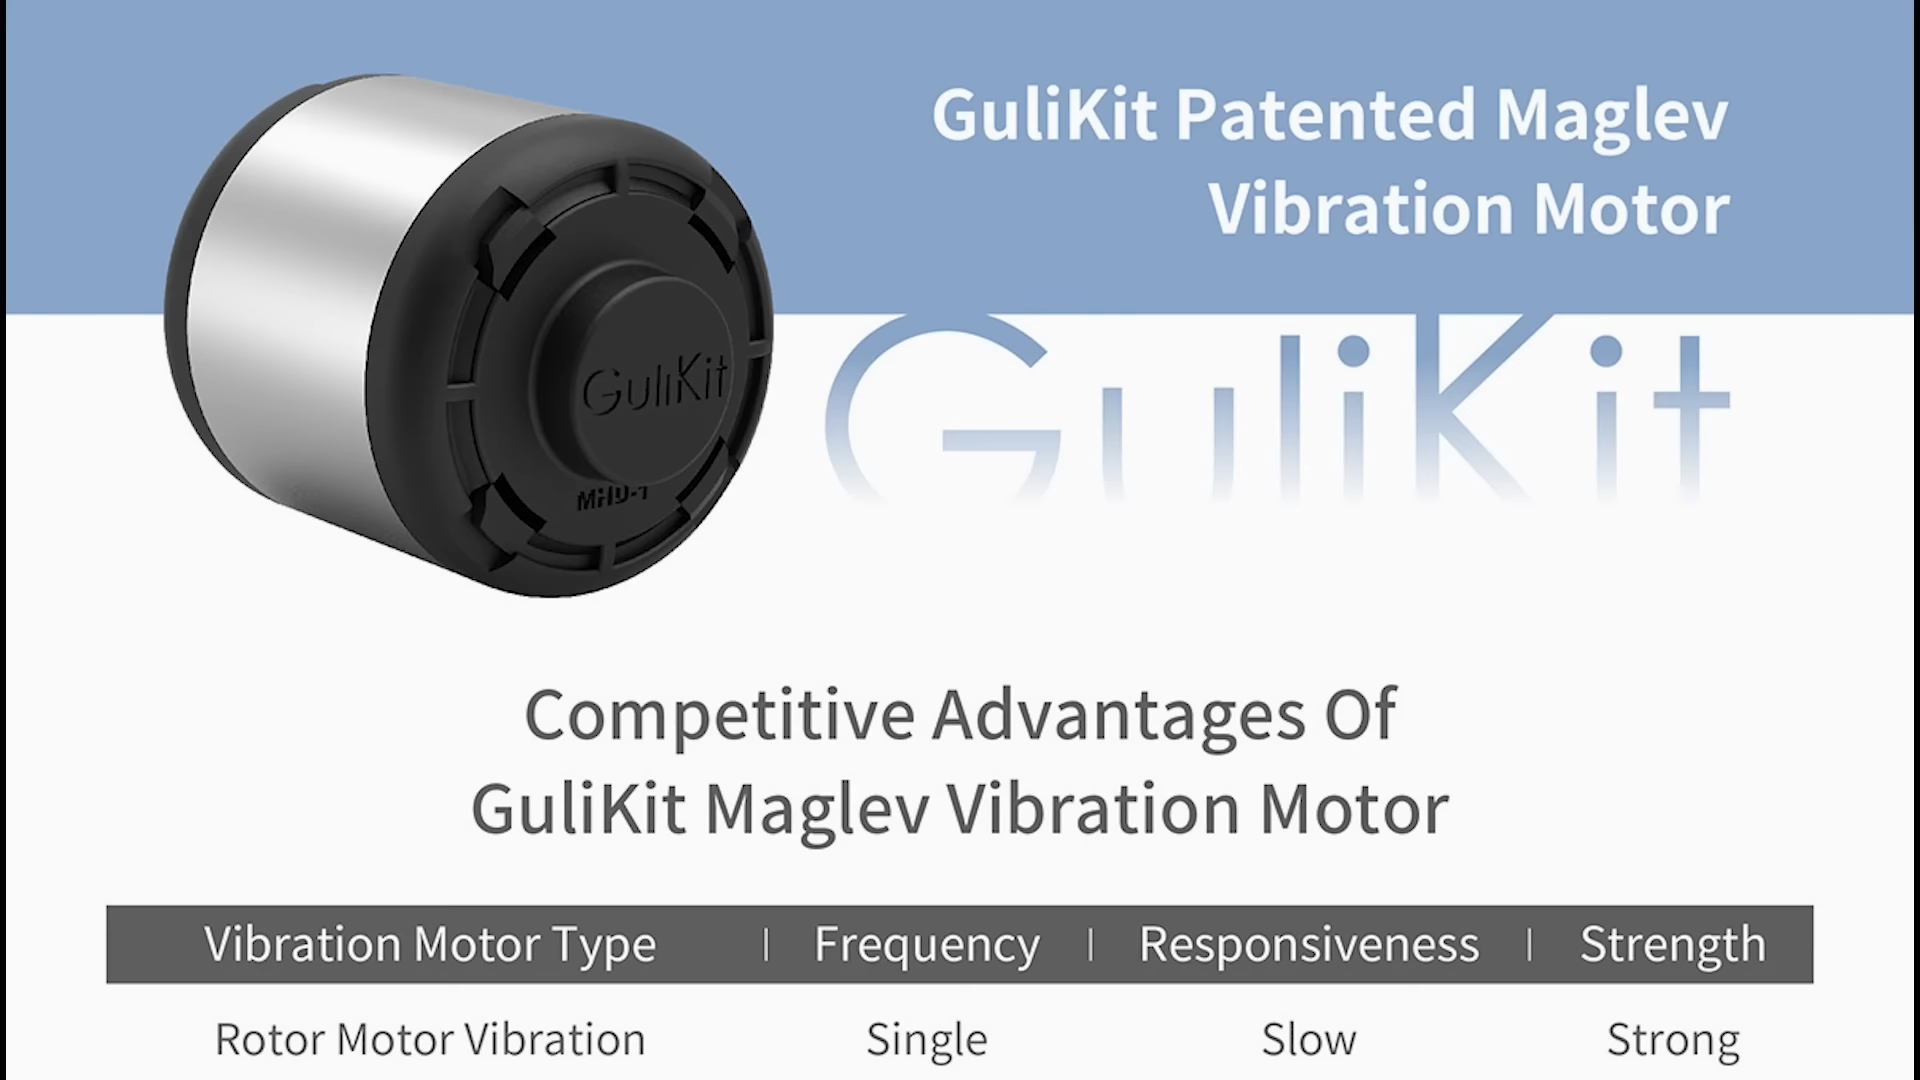 GuliKit Patented Maglev
Vibration Motor
GuliKit
GuliKit
MHD-1
Competitive Advantages Of
GuliKit Maglev Vibration Motor
Vibration Motor Type | Frequency | Responsiveness | Strength
Rotor Motor Vibration Single Slow Strong